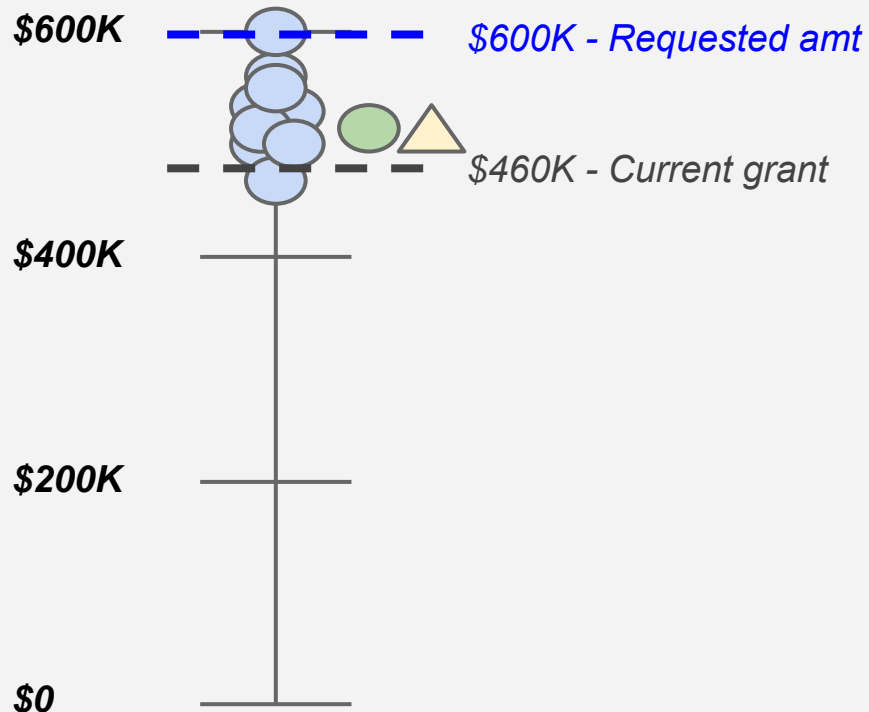 $600K
$600K - Requested amt
$460K - Current grant
$400K
$200K
$0